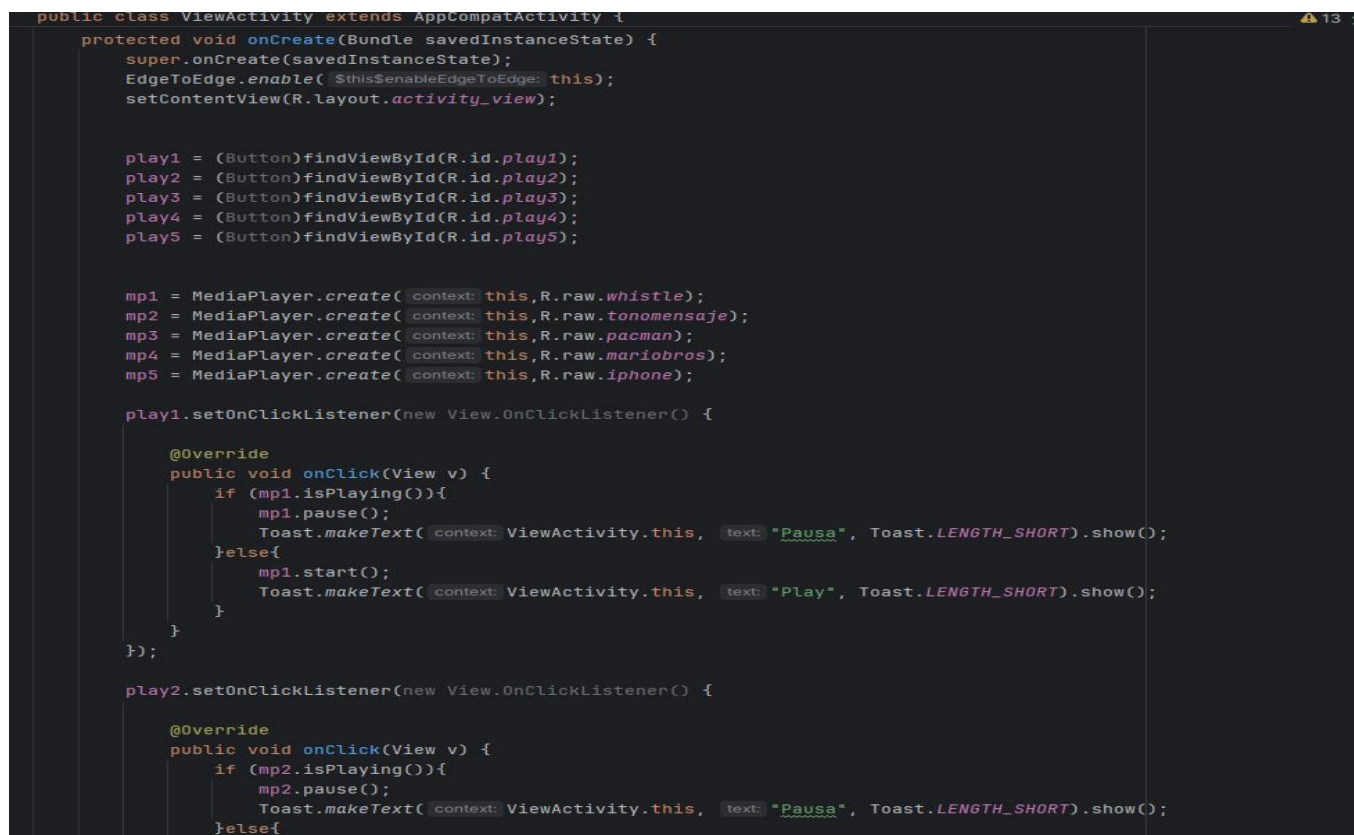 public class ViewActivity extends AppCompatActivity {
13
protected void onCreate(Bundle savedInstanceState) {
super.onCreate(savedInstanceState);
EdgeToEdge.enable( $this$enableEdgeToEdge: this);
setContentView(R.layout.activity_view);
play1 = (Button)findViewById(R.id.play1);
play2 = (Button)findViewById(R.id.play2);
play3 = (Button)findViewById(R.id.play3);
play4 = (Button)findViewById(R.id.play4);
play5 = (Button)findViewById(R.id.play5);
mp1 = MediaPlayer.create( context: this,R.raw.whistle);
mp2 = MediaPlayer.create( context: this,R.raw.tonomensaje);
mp3 = MediaPlayer.create( context: this,R.raw.pacman);
mp4 = MediaPlayer.create( context: this,R.raw.mariobros);
mp5 = MediaPlayer.create( context: this,R.raw.iphone);
play1.setOnClickListener(new View.OnClickListener() {
@Override
public void onClick(View v) {
if (mp1.isPlaying()){
mp1.pause();
Toast.makeText( context: ViewActivity.this, text: "Pausa", Toast.LENGTH_SHORT).show();
}else{
mp1.start();
Toast.makeText( context: ViewActivity.this, text: "Play", Toast.LENGTH_SHORT).show();
}
}
});
play2.setOnClickListener(new View.OnClickListener() {
@Override
public void onClick(View v) {
if (mp2.isPlaying()){
mp2.pause();
Toast.makeText( context: ViewActivity.this, text: "Pausa", Toast.LENGTH_SHORT).show();
}else{